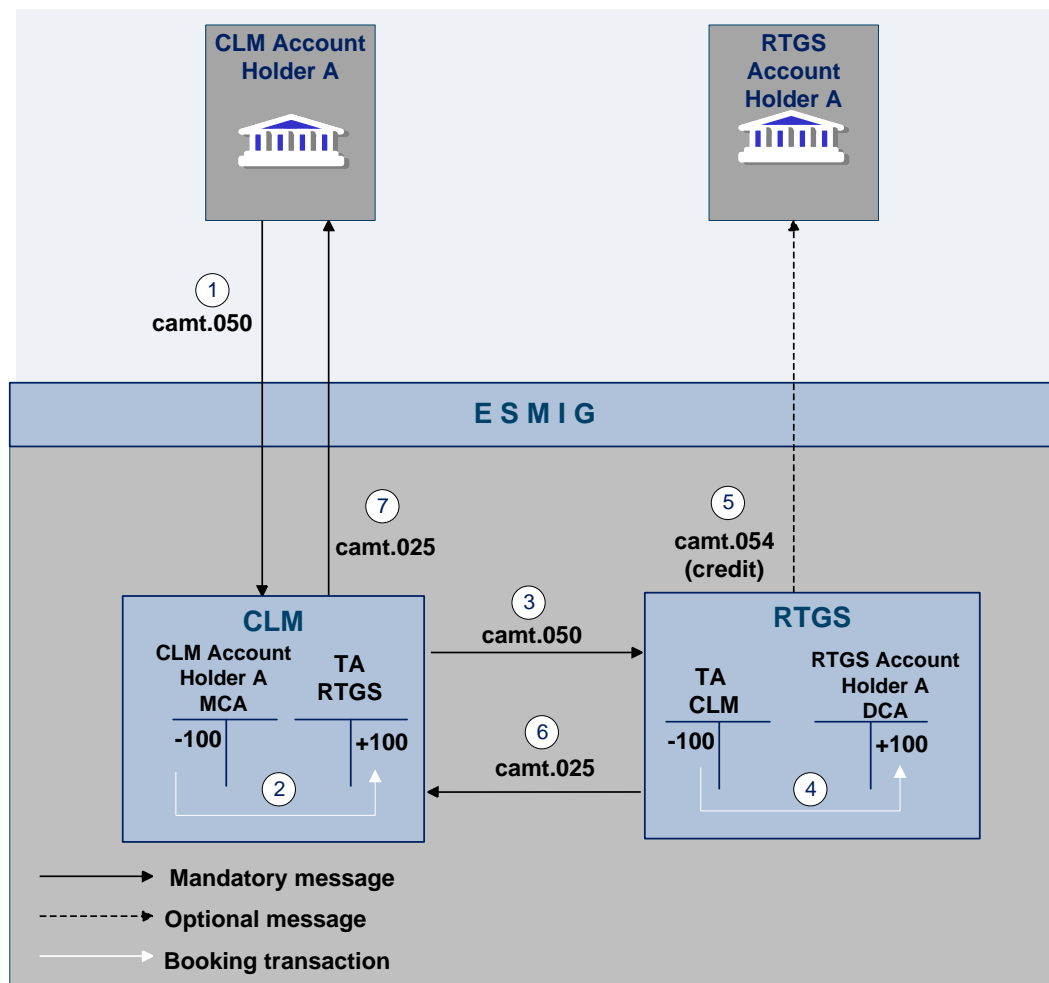 CLM Account
Holder A
RTGS
Account
Holder A
1
camt.050
E S M I G
7
camt.025
5
camt.054
(credit)
3
camt.050
6
camt.025
CLM
CLM Account
Holder A
MCA
TA
RTGS
-100
+100
2
RTGS
TA
CLM
RTGS Account
Holder A
DCA
-100
+100
4
Mandatory message
Optional message
Booking transaction